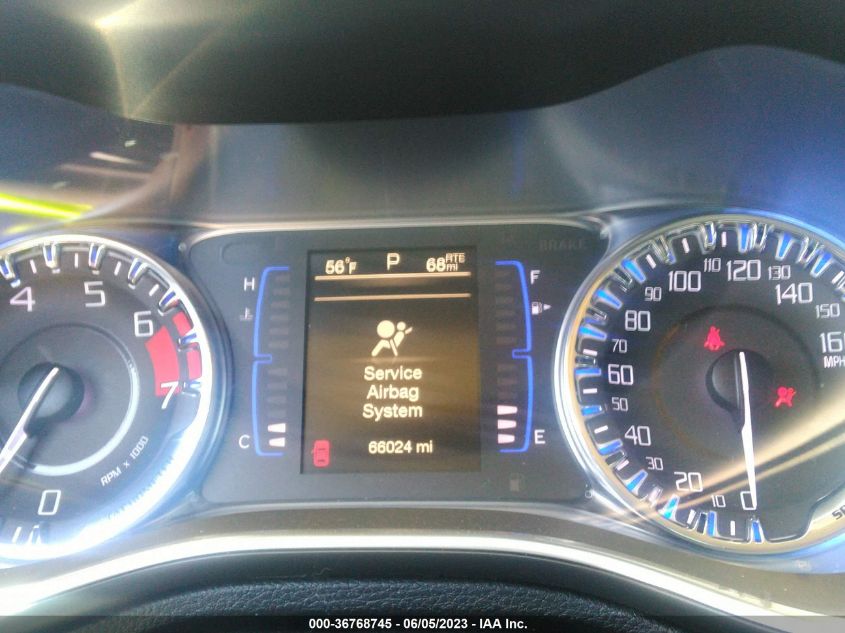 56°F P 68 RTE mi
H
C
F
E
BRAKE
Service
Airbag
System
66024 mi
0 4 5 6 7
RPM x 1000
0 10 20 30 40 50 60 70 80 90 100 110 120 130 140 150 160
MPH
000-36768745 - 06/05/2023 - IAA Inc.